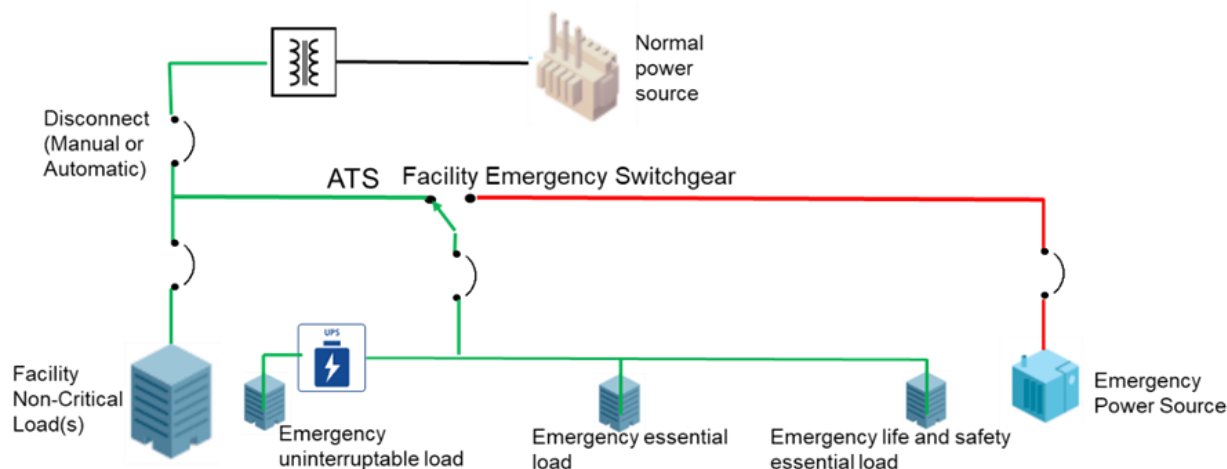 Normal
power
source
Disconnect
(Manual or
Automatic)
ATS
Facility Emergency Switchgear
UPS
Facility
Non-Critical
Load(s)
Emergency
uninterruptable load
Emergency essential
load
Emergency life and safety
essential load
Emergency
Power Source